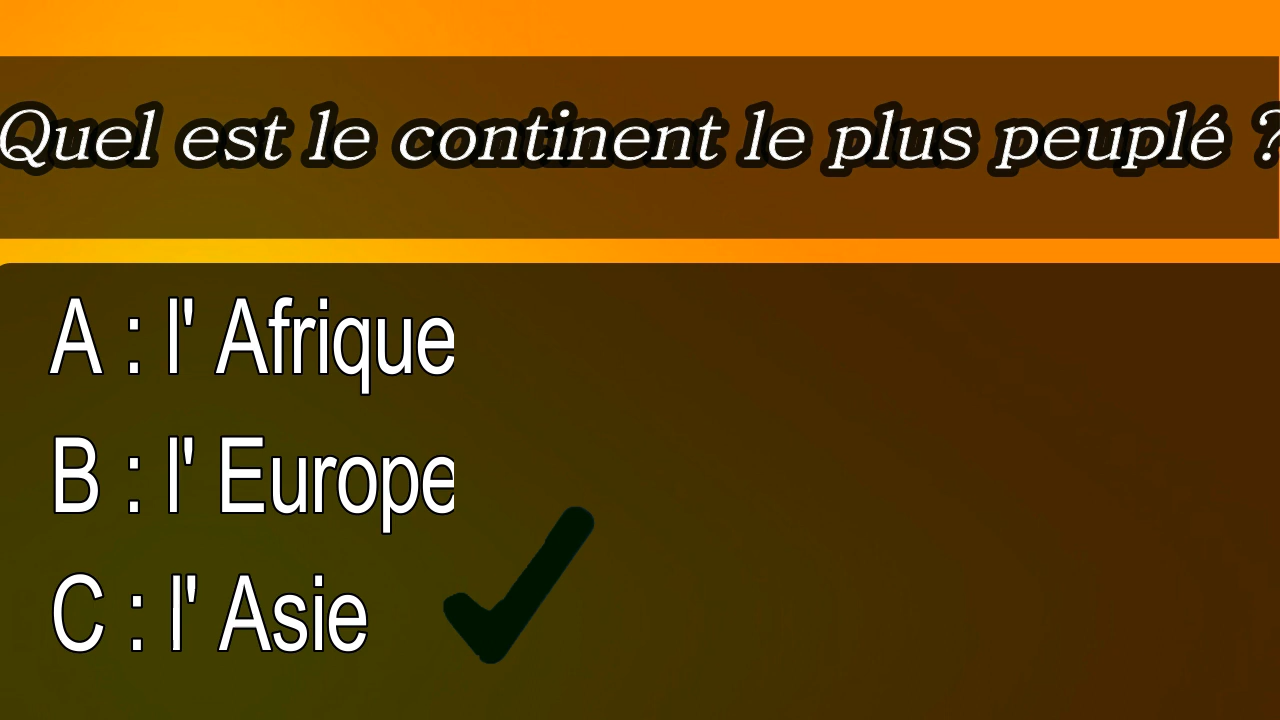 Quel est le continent le plus peuplé ?
A : l' Afrique
B : l' Europe
C : l' Asie